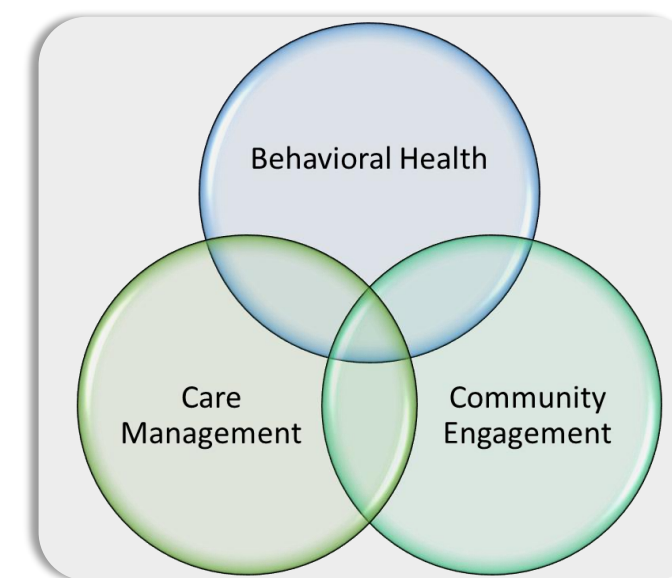 Behavioral Health
Care
Management
Community
Engagement